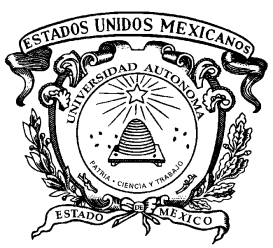 ESTADOS UNIDOS MEXICANOS
UNIVERSIDAD AUTONOMA
PATRIA · CIENCIA Y TRABAJO
ESTADO DE MEXICO